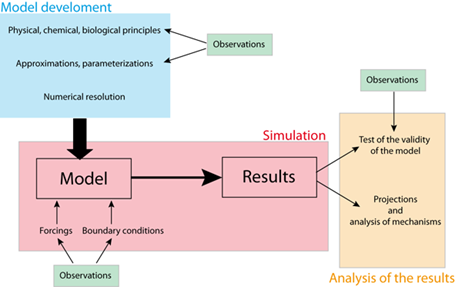 Model develoment
Physical, chemical, biological principles
Observations
Approximations, parameterizations
Numerical resolution
Observations
Simulation
Test of the validity
of the model
Model
Results
Projections
and
analysis of mechanisms
Forcings
Boundary conditions
Observations
Analysis of the results